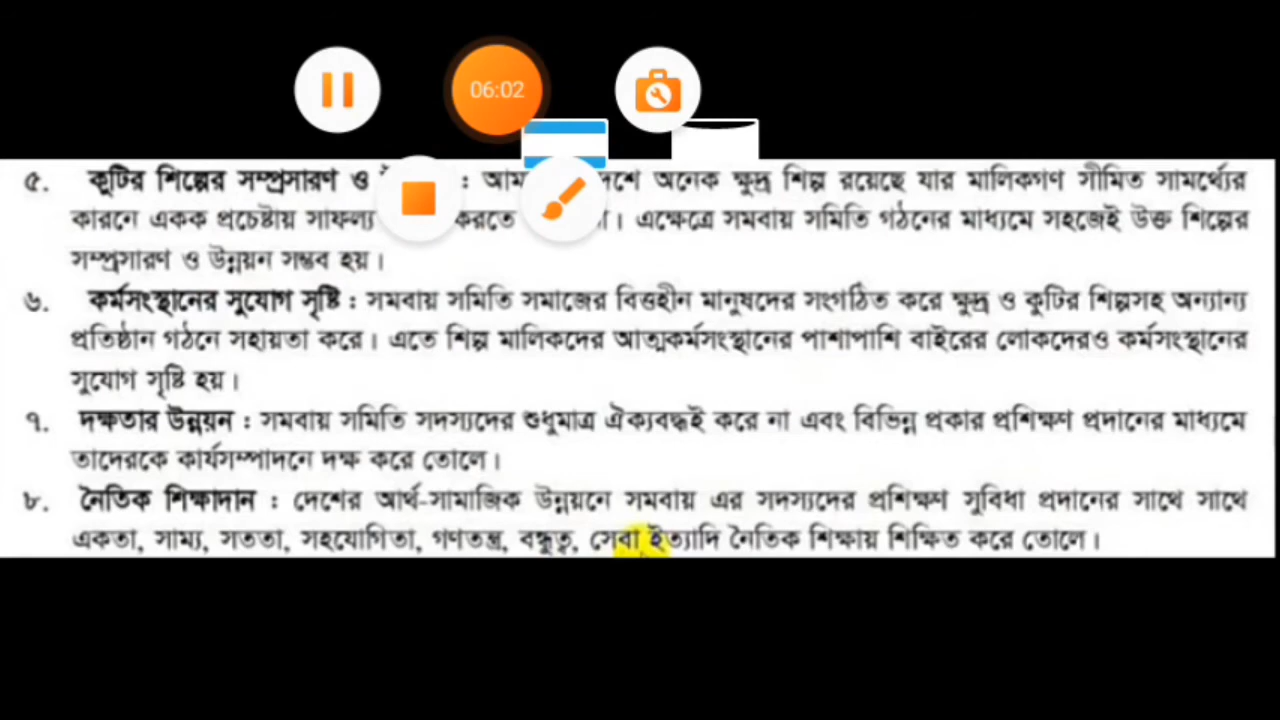 06:02
৫. কূটির শিল্পের সম্প্রসারণ ও : অনেক ক্ষুদ্র শিল্প রয়েছে যার মালিকগণ সীমিত সামর্থ্যের
কারনে একক প্রচেষ্টায় সাফল্য করতে । এক্ষেত্রে সমবায় সমিতি গঠনের মাধ্যমে সহজেই উক্ত শিল্পের
সম্প্রসারণ ও উন্নয়ন সম্ভব হয়।
৬. কর্মসংস্থানের সুযোগ সৃষ্টি : সমবায় সমিতি সমাজের বিত্তহীন মানুষদের সংগঠিত করে ক্ষুদ্র ও কুটির শিল্পসহ অন্যান্য
প্রতিষ্ঠান গঠনে সহায়তা করে। এতে শিল্প মালিকদের আত্মকর্মসংস্থানের পাশাপাশি বাইরের লোকদেরও কর্মসংস্থানের
সুযোগ সৃষ্টি হয়।
৭. দক্ষতার উন্নয়ন : সমবায় সমিতি সদস্যদের শুধুমাত্র ঐক্যবদ্ধই করে না এবং বিভিন্ন প্রকার প্রশিক্ষণ প্রদানের মাধ্যমে
তাদেরকে কার্যসম্পাদনে দক্ষ করে তোলে।
৮. নৈতিক শিক্ষাদান : দেশের আর্থ-সামাজিক উন্নয়নে সমবায় এর সদস্যদের প্রশিক্ষণ সুবিধা প্রদানের সাথে সাথে
একতা, সাম্য, সততা, সহযোগিতা, গণতন্ত্র, বন্ধুত্ব, সেবা ইত্যাদি নৈতিক শিক্ষায় শিক্ষিত করে তোলে।